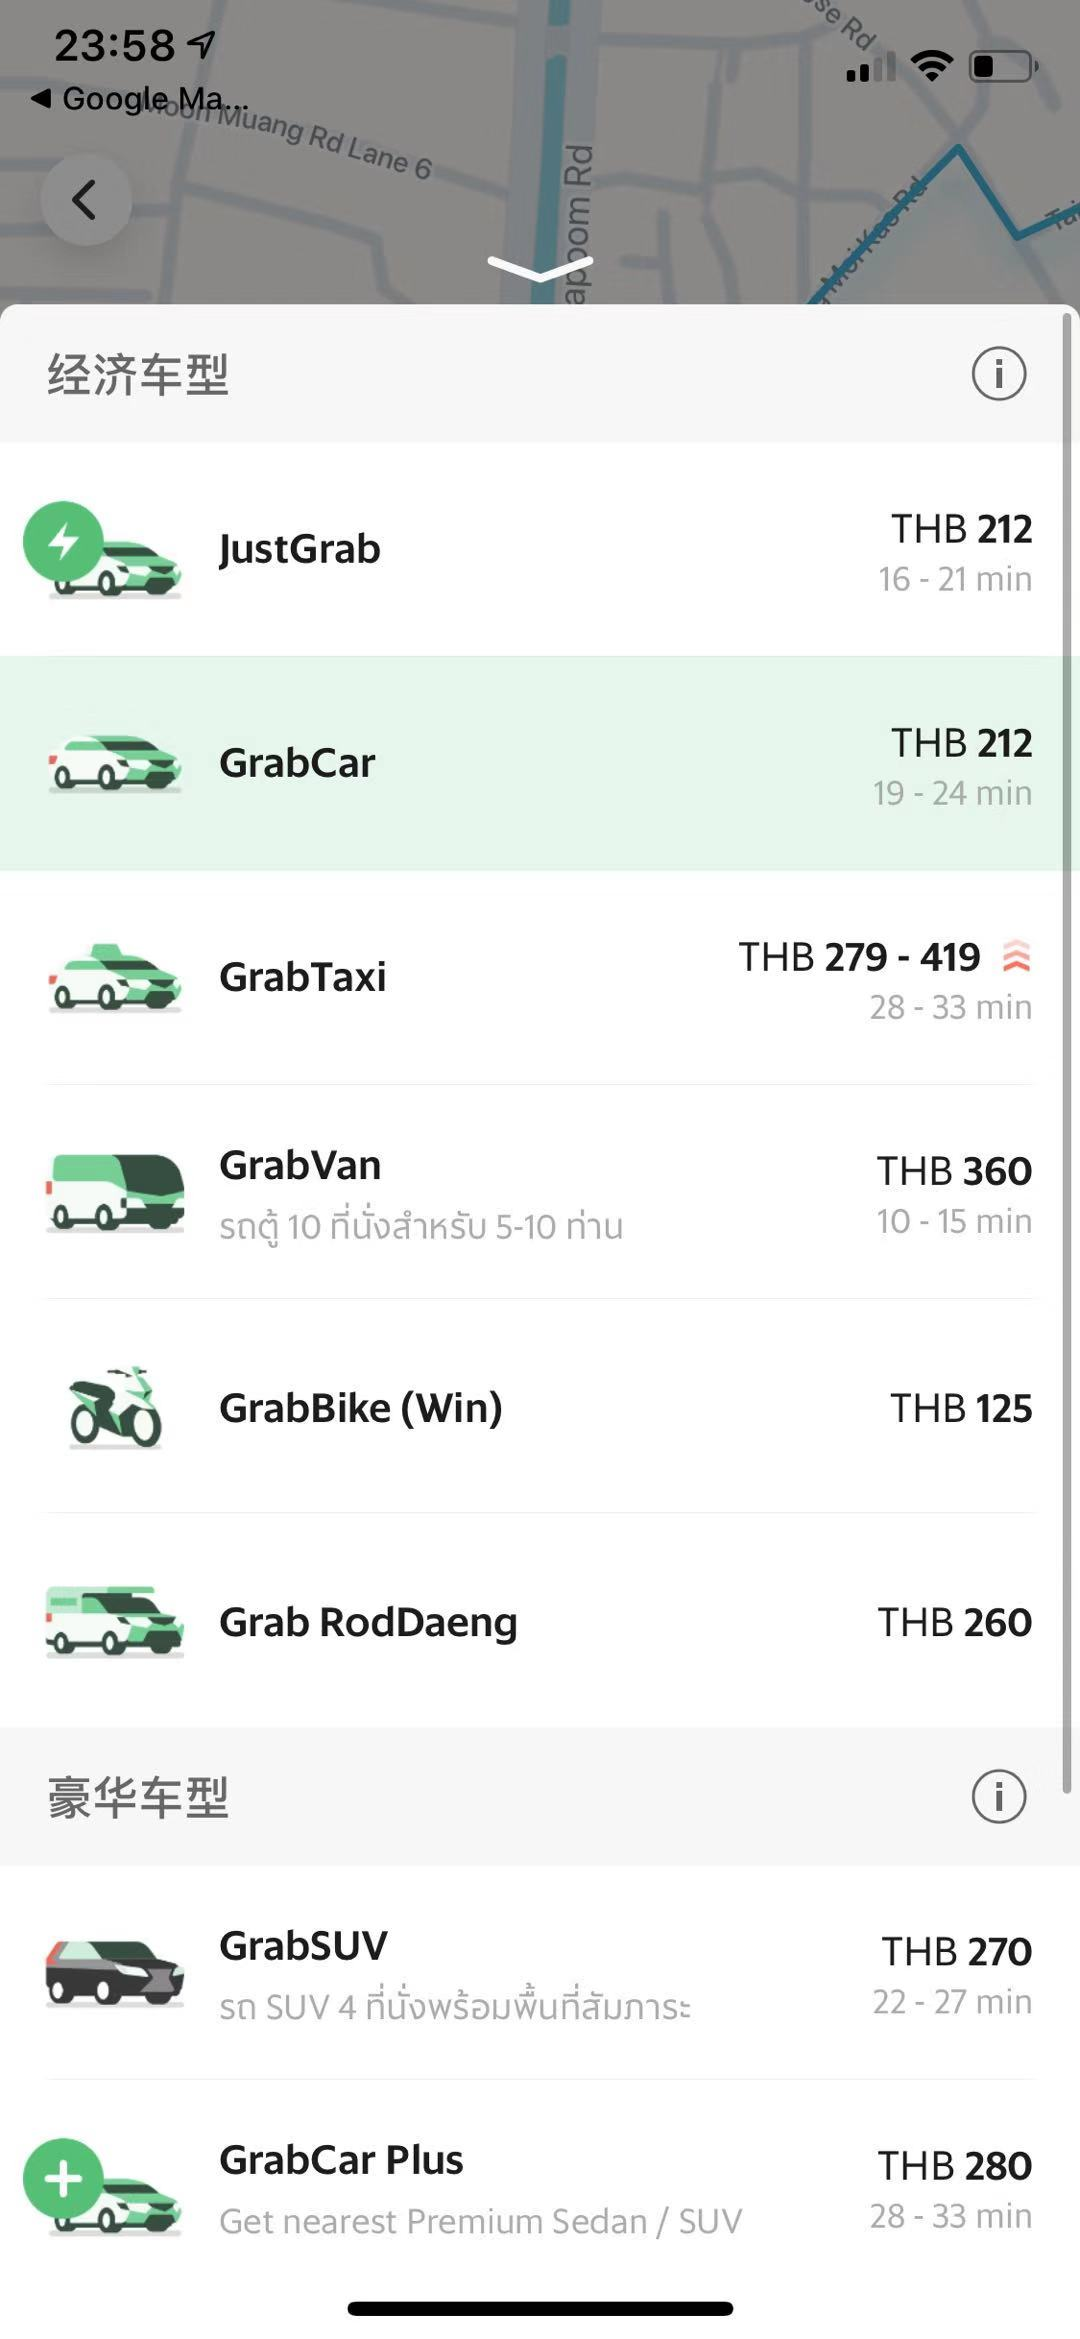 23:58
Google Ma...
Moon Muang Rd Lane 6
apoom Rd
经济车型
JustGrab
THB 212
16 - 21 min
GrabCar
THB 212
19 - 24 min
GrabTaxi
THB 279 - 419
28 - 33 min
GrabVan
รถตู้ 10 ที่นั่งสำหรับ 5-10 ท่าน
THB 360
10 - 15 min
GrabBike (Win)
THB 125
Grab RodDaeng
THB 260
豪华车型
GrabSUV
รถ SUV 4 ที่นั่งพร้อมพื้นที่สัมภาระ
THB 270
22 - 27 min
GrabCar Plus
Get nearest Premium Sedan / SUV
THB 280
28 - 33 min